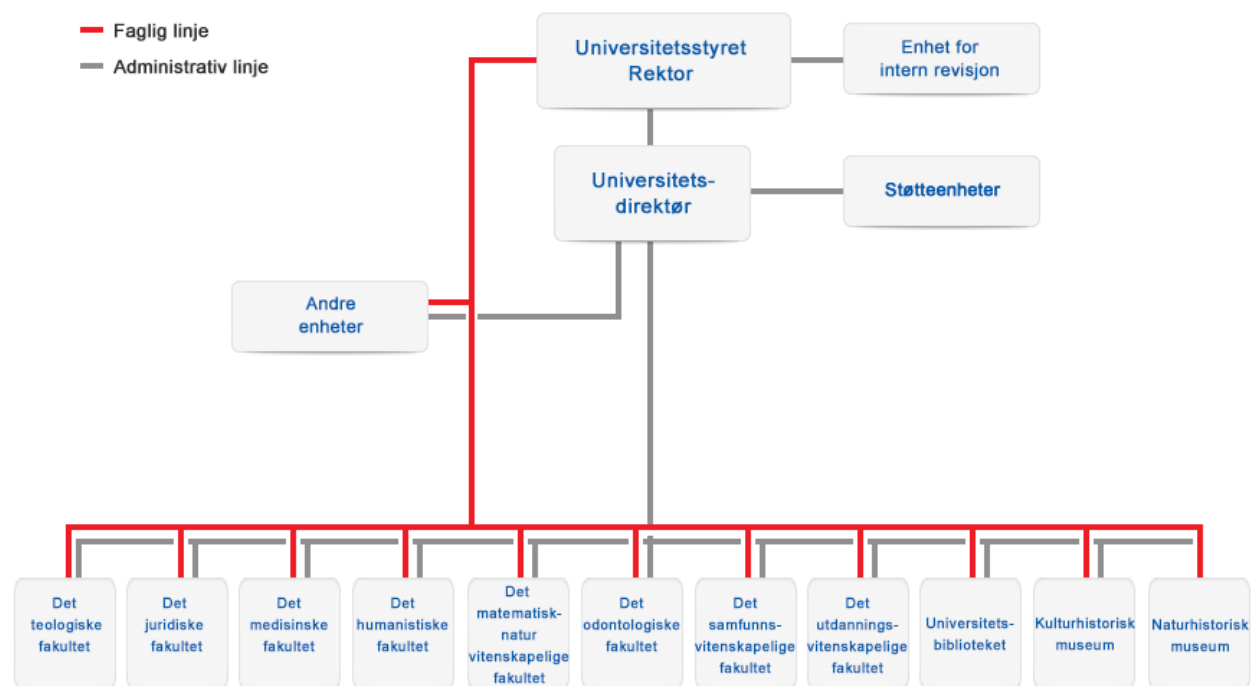 Faglig linje
Administrativ linje
Universitetsstyret
Rektor
Enhet for
intern revisjon
Universitets-
direktør
Støtteenheter
Andre
enheter
Det
teologiske
fakultet
Det
juridiske
fakultet
Det
medisinske
fakultet
Det
humanistiske
fakultet
Det
matematisk-
natur
vitenskapelige
fakultet
Det
odontologiske
fakultet
Det
samfunns-
vitenskapelige
fakultet
Det
utdannings-
vitenskapelige
fakultet
Universitets-
biblioteket
Kulturhistorisk
museum
Naturhistorisk
museum